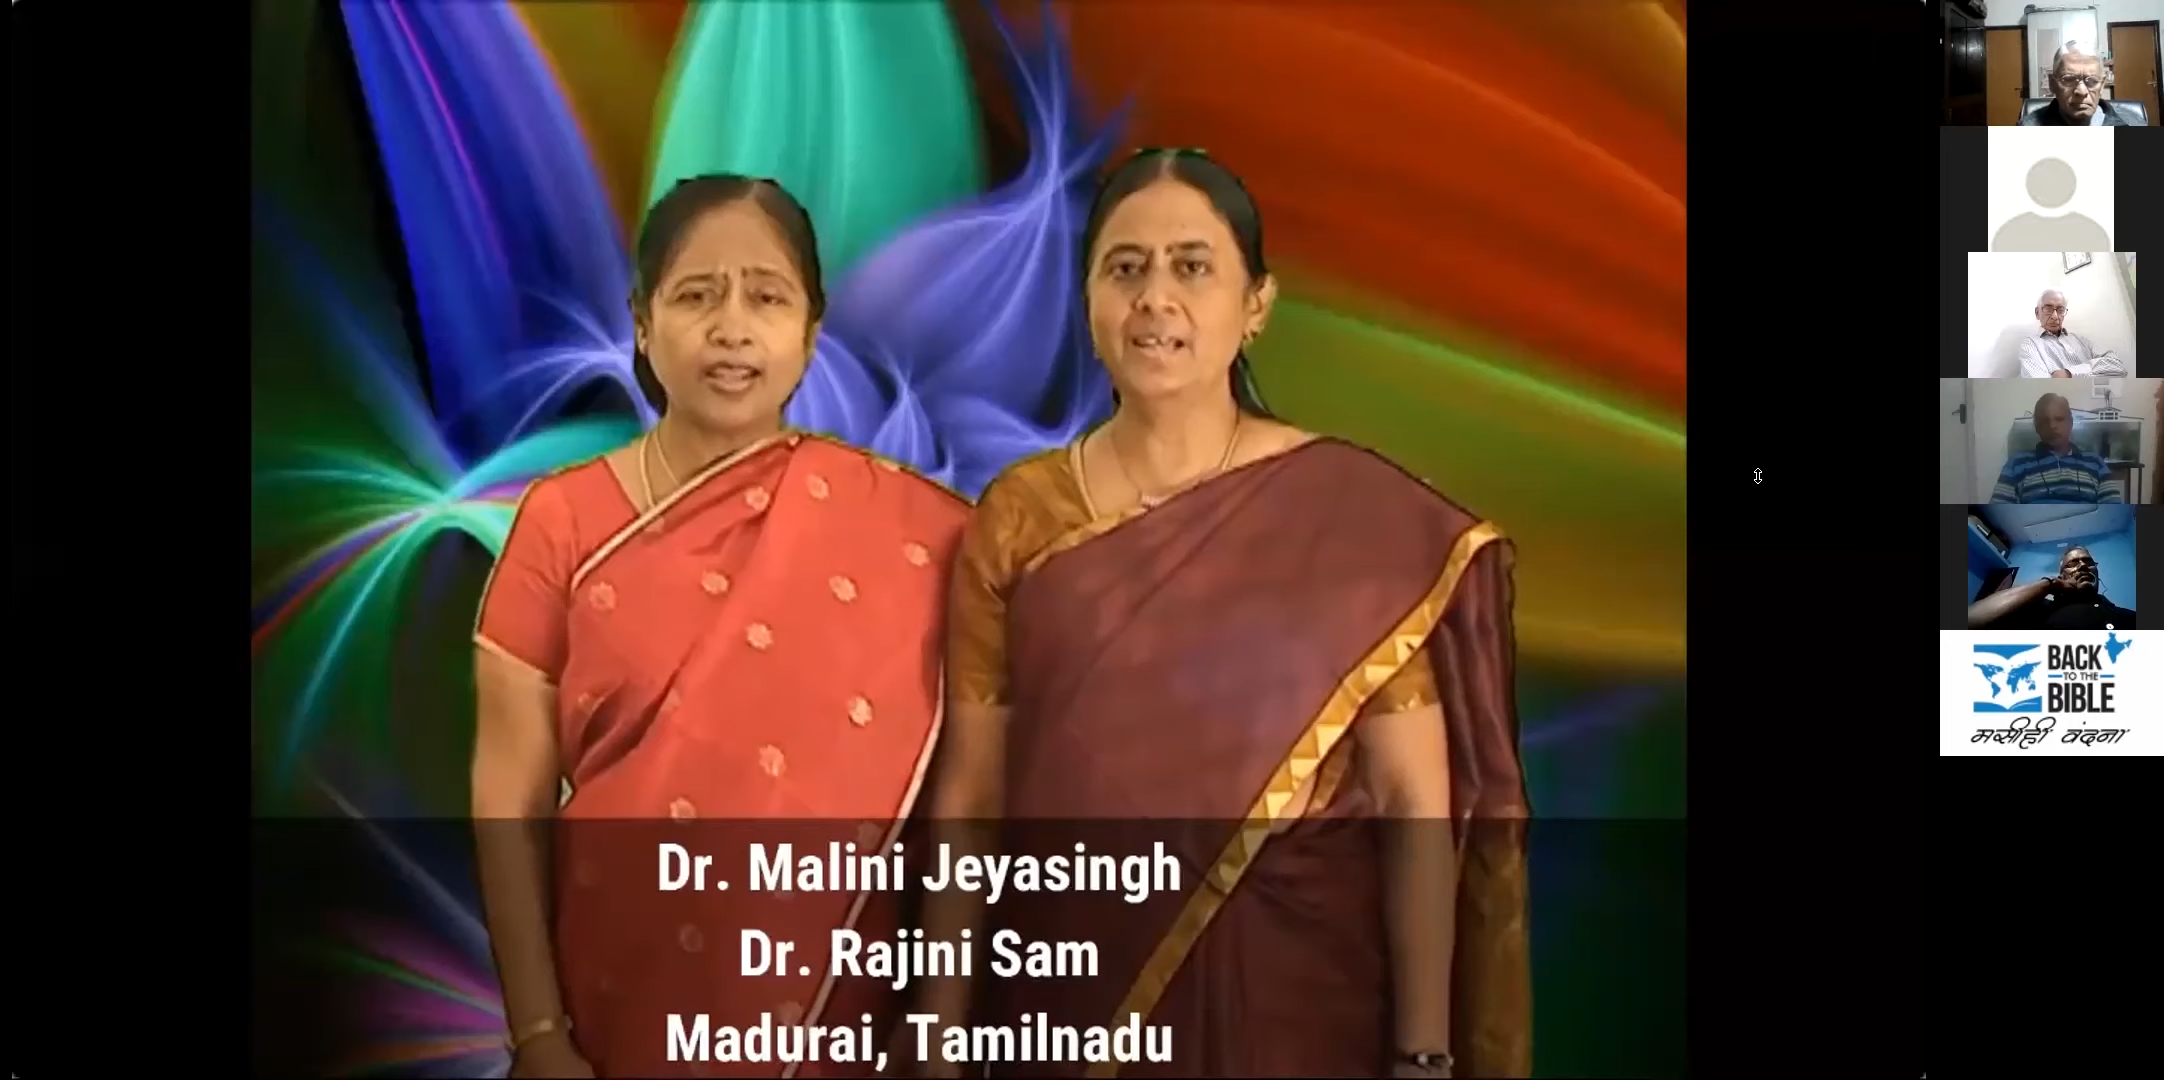 Dr. Malini Jeyasingh
Dr. Rajini Sam
Madurai, Tamilnadu
BACK
TO THE
BIBLE
मसीही वंदना